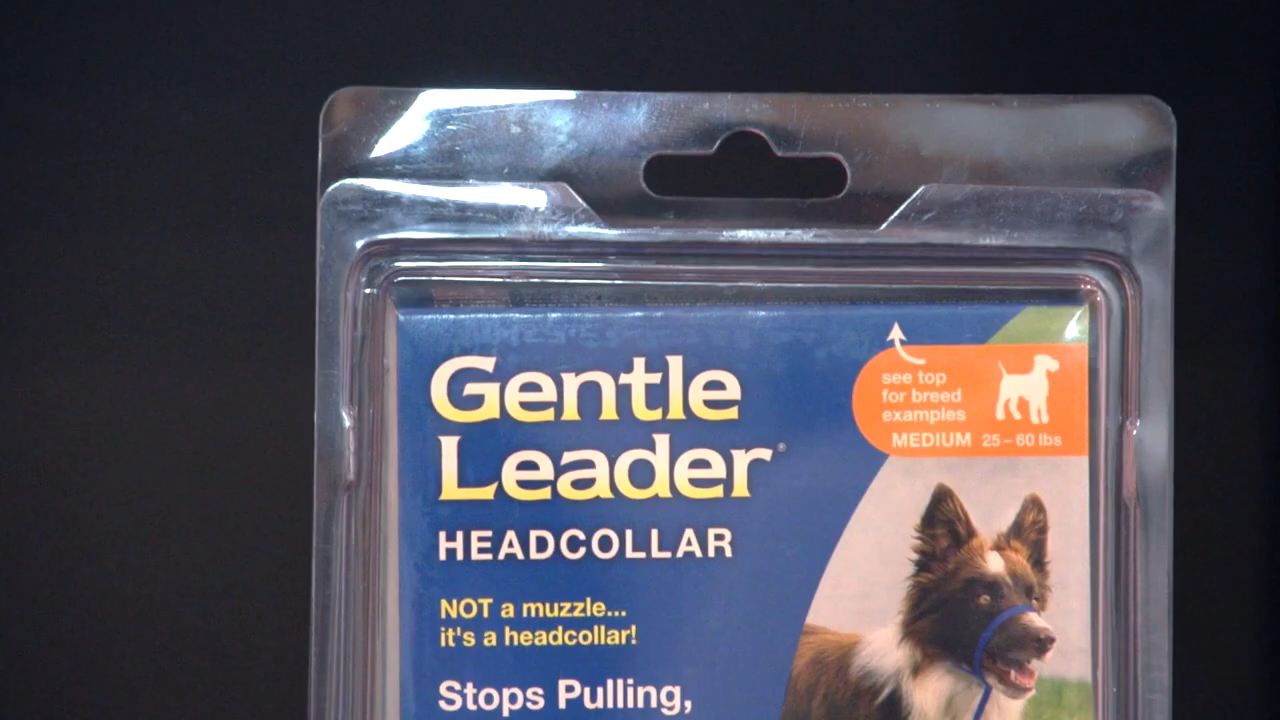 Gentle
Leader®
HEADCOLLAR
NOT a muzzle...
it's a headcollar!
Stops Pulling,
see top
for breed
examples
MEDIUM 25 – 60 lbs